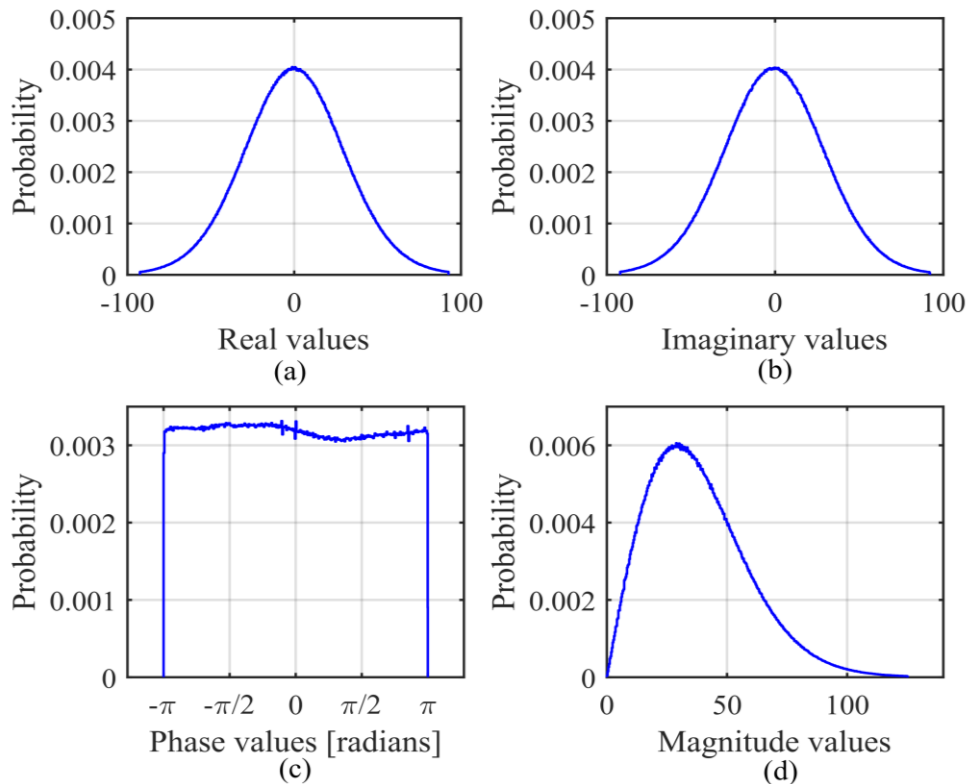 Probability
0.005
0.004
0.003
0.002
0.001
0
-100
0
100
Real values
(a)
Probability
0.005
0.004
0.003
0.002
0.001
0
-100
0
100
Imaginary values
(b)
Probability
0.003
0.002
0.001
0
-π
-π/2
0
π/2
π
Phase values [radians]
(c)
Probability
0.006
0.004
0.002
0
0
50
100
Magnitude values
(d)